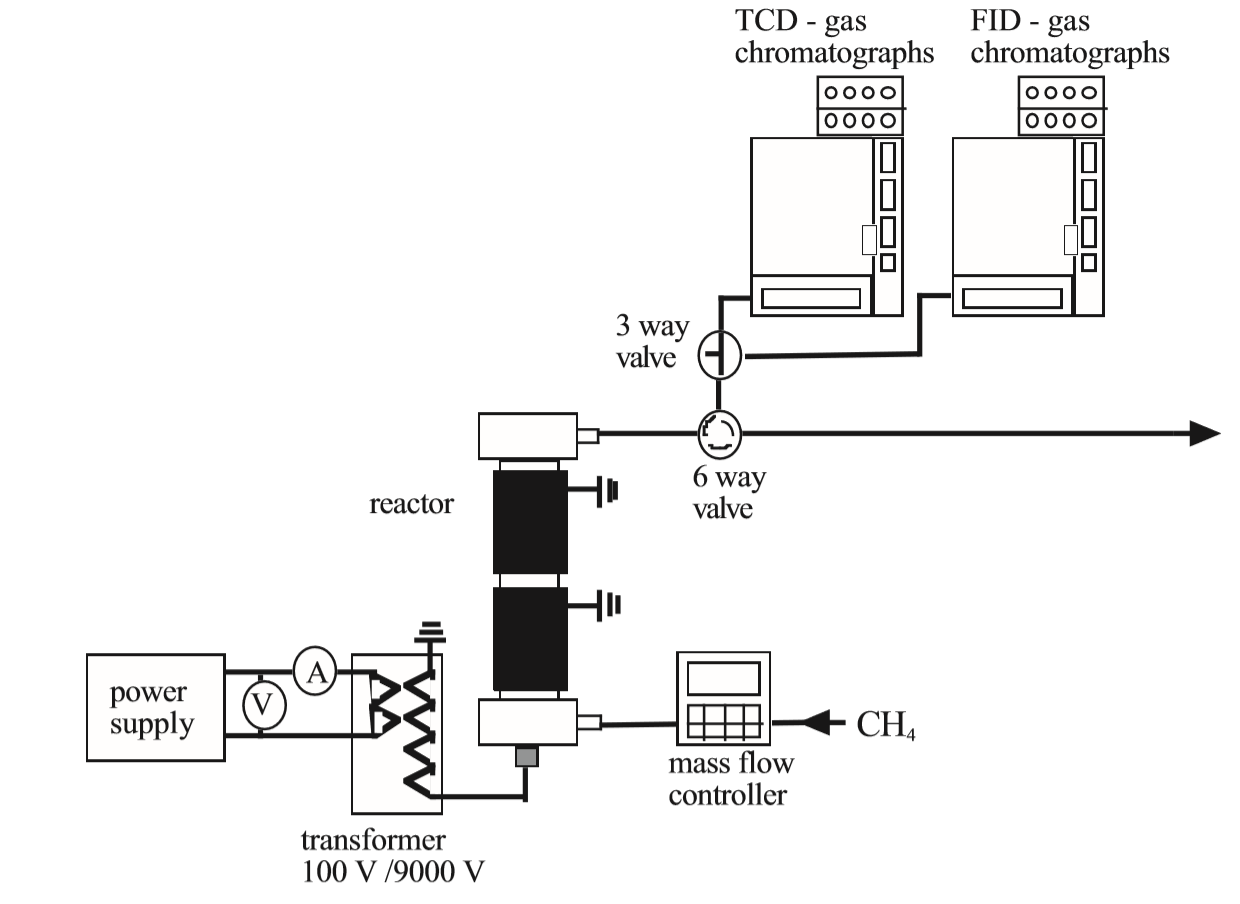 TCD - gas
chromatographs
FID - gas
chromatographs
3 way
valve
6 way
valve
reactor
A
V
power
supply
CH₄
mass flow
controller
transformer
100 V /9000 V